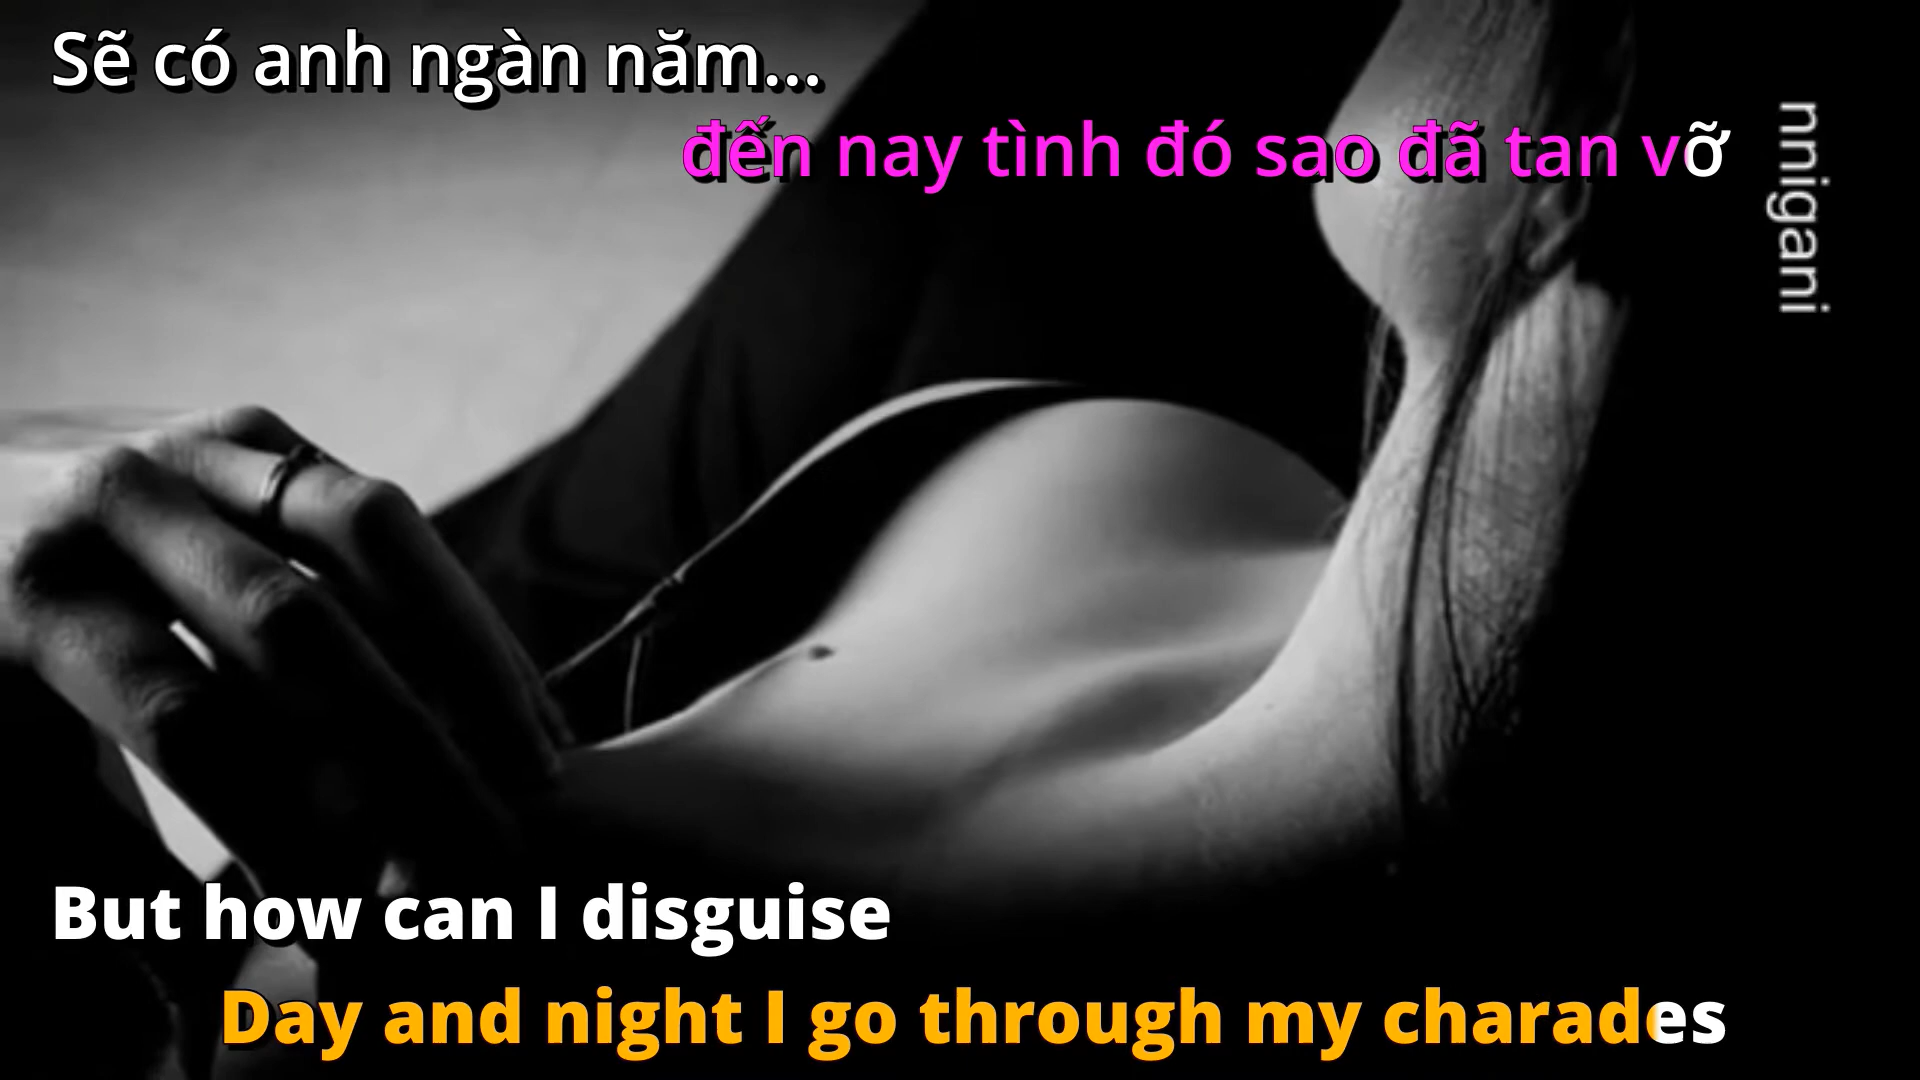 Sẽ có anh ngàn năm...
đến nay tình đó sao đã tan vỡ
nnigani
But how can I disguise
Day and night I go through my charades